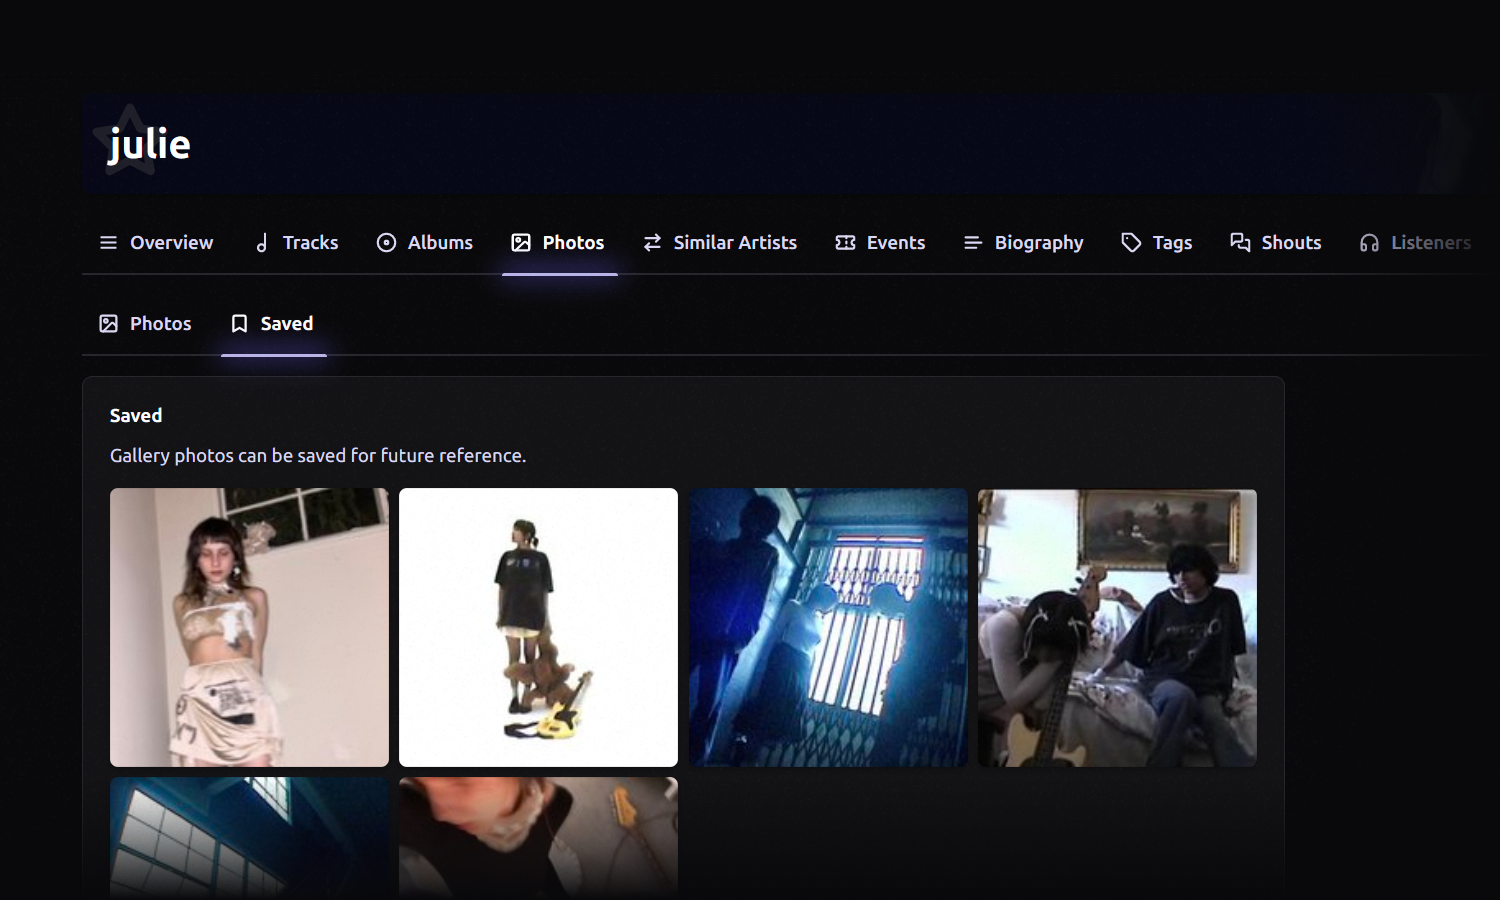 julie
Overview Tracks Albums Photos Similar Artists Events Biography Tags Shouts Listeners
Photos Saved
Saved
Gallery photos can be saved for future reference.